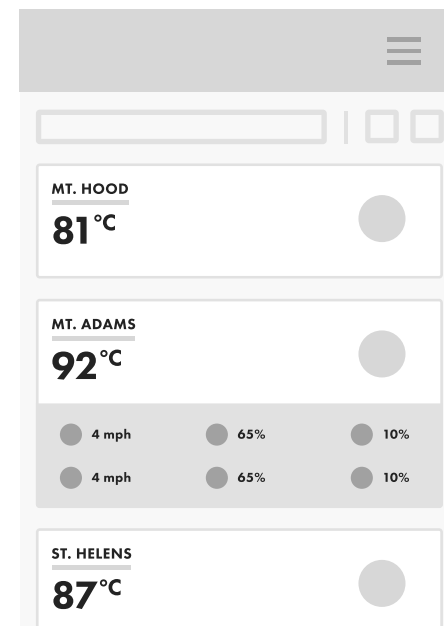 MT. HOOD
81°C
MT. ADAMS
92°C
4 mph 65% 10%
4 mph 65% 10%
ST. HELENS
87°C